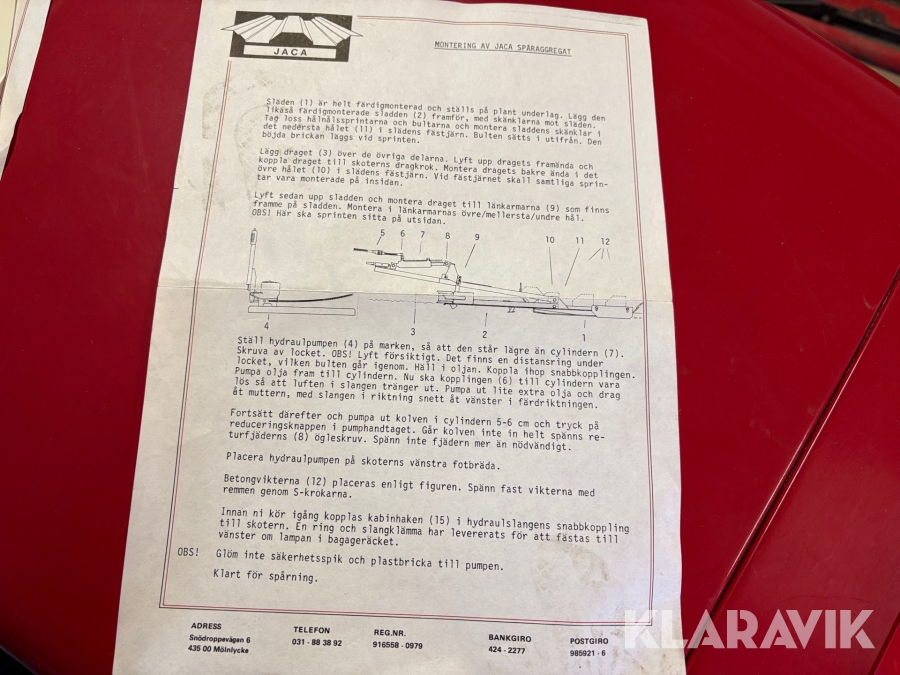 JACA
MONTERING AV JACA SPÅRAGGREGAT
Släden (1) är helt färdigmonterad och ställs på plant underlag. Lägg den
likaså färdigmonterade sladden (2) framför, med skänklarna mot släden.
Tag loss hålnålssprintarna och bultarna och montera sladdens skänklar i
det nedersta hålet (11) i slädens fästjärn. Bulten sätts i utifrån. Den
böjda brickan läggs vid sprinten.
Lägg draget (3) över de övriga delarna. Lyft upp dragets framända och
koppla draget till skoterns dragkrok. Montera dragets bakre ända i det
övre hålet (10) i slädens fästjärn. Vid fästjärnet skall samtliga sprin-
tar vara monterade på insidan.
Lyft sedan upp sladden och montera draget till länkarmarna (9) som finns
framme på sladden. Montera i länkarmarnas övre/mellersta/undre hål.
OBS! Här ska sprinten sitta på utsidan.
5 6 7 8 9 10 11 12
4 3 2 1
Ställ hydraulpumpen (4) på marken, så att den står lägre än cylindern (7).
Skruva av locket. OBS! Lyft försiktigt. Det finns en distansring under
locket, vilken bulten går igenom. Häll i oljan. Koppla ihop snabbkopplingen.
Pumpa olja fram till cylindern. Nu ska kopplingen (6) till cylindern vara
lös så att luften i slangen tränger ut. Pumpa ut lite extra olja och drag
åt muttern, med slangen i riktning snett åt vänster i färdriktningen.
Fortsätt därefter och pumpa ut kolven i cylindern 5-6 cm och tryck på
reduceringsknappen i pumphandtaget. Går kolven inte in helt spänns re-
turfjäderns (8) ögleskruv. Spänn inte fjädern mer än nödvändigt.
Placera hydraulpumpen på skoterns vänstra fotbräda.
Betongvikterna (12) placeras enligt figuren. Spänn fast vikterna med
remmen genom S-krokarna.
Innan ni kör igång kopplas kabinhaken (15) i hydraulslangens snabbkoppling
till skotern. En ring och slangklämma har levererats för att fästas till
vänster om lampan i bagageräcket.
OBS! Glöm inte säkerhetsspik och plastbricka till pumpen.
Klart för spårning.
ADRESS
Snödroppevägen 6
435 00 Mölnlycke
TELEFON
031 - 88 38 92
REG.NR.
916558 - 0979
BANKGIRO
424 - 2277
POSTGIRO
985921 - 6
KLARAVIK